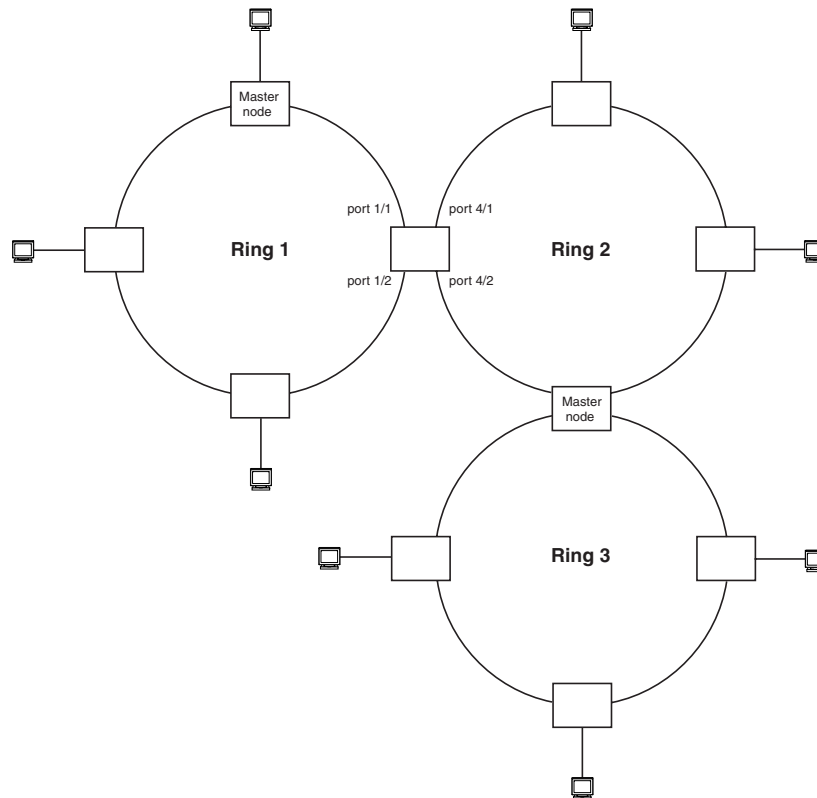 Master
node
port 1/1
port 4/1
Ring 1
Ring 2
port 1/2
port 4/2
Master
node
Ring 3